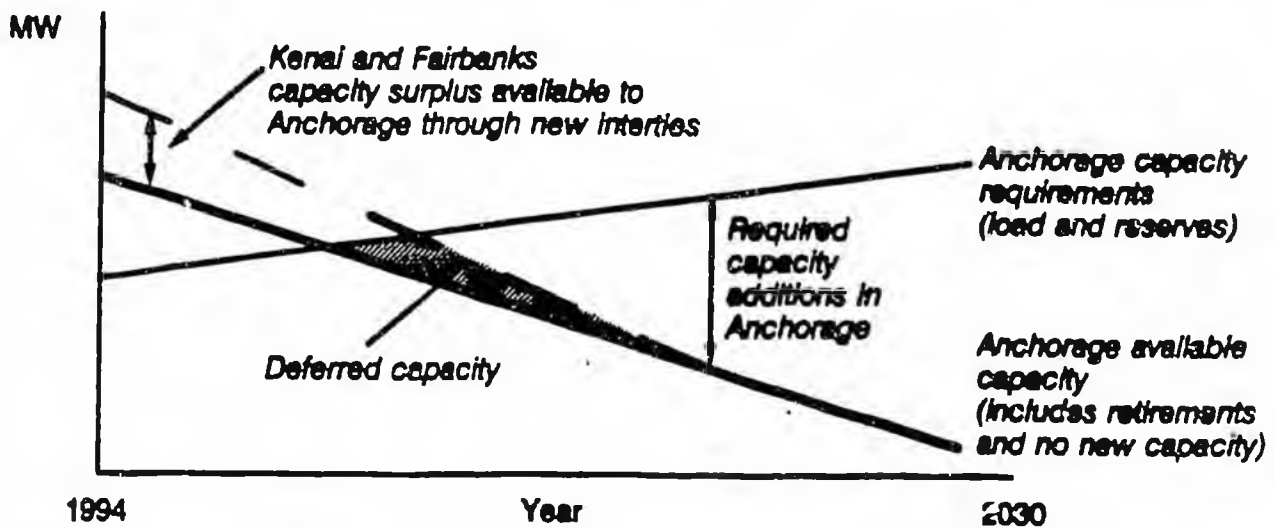 MW
Kenai and Fairbanks
capacity surplus available to
Anchorage through new interties
Anchorage capacity
requirements
(load and reserves)
Required
capacity
additions in
Anchorage
Deferred capacity
Anchorage available
capacity
(includes retirements
and no new capacity)
1994
Year
2030